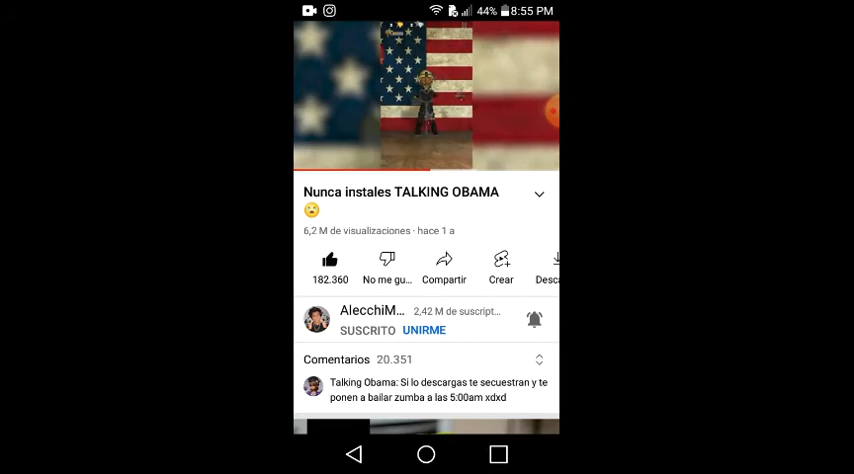 44% 8:55 PM
Nunca instales TALKING OBAMA
😯
6,2 M de visualizaciones · hace 1 a
182.360 No me gu... Compartir Crear Desca
AlecchiM... 2,42 M de suscript...
SUSCRITO UNIRME
Comentarios 20.351
Talking Obama: Si lo descargas te secuestran y te
ponen a bailar zumba a las 5:00am xdxd